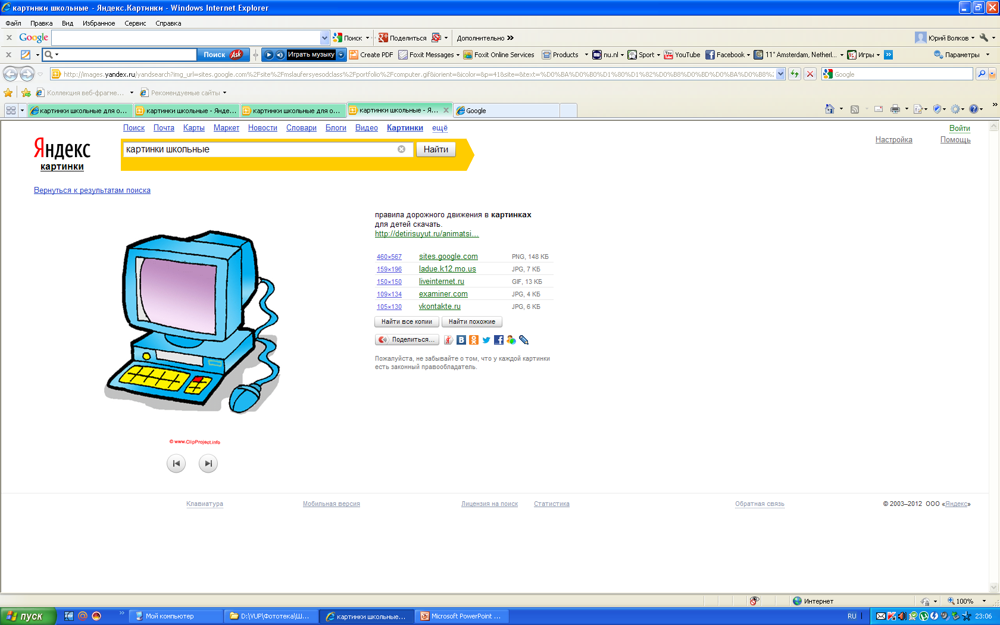 картинки школьные - Яндекс.Картинки - Windows Internet Explorer
Файл Правка Вид Избранное Сервис Справка
Google Поиск Поделиться Дополнительно Юрий Волков
Поиск Ask Играть музыку Create PDF Foxit Messages Foxit Online Services Products nu.nl Sport YouTube Facebook 11° Amsterdam, Netherl... Игры Параметры
http://images.yandex.ru/yandsearch?img_url=sites.google.com%2Fsite%2Fmslaufersyesodclass%2Fportfolio%2Fcomputer.gif&iorient=&icolor=&p=41&site=&text=%D0%BA%D0%B0%D1%80%D1%82%D0%B8%D0%BD%D0%BA%D0%B8%2 Google
Коллекция веб-фрагме... Рекомендуемые сайты
картинки школьные для о... картинки школьные - Янде... картинки школьные для о... картинки школьные - Я... Google
Поиск Почта Карты Маркет Новости Словари Блоги Видео Картинки ещё Войти
Настройка Помощь
Яндекс картинки школьные Найти
картинки
Вернуться к результатам поиска
правила дорожного движения в картинках
для детей скачать.
http://detirisuyut.ru/animatsi...
460×567 sites.google.com PNG, 148 КБ
159×196 ladue.k12.mo.us JPG, 7 КБ
150×150 liveinternet.ru GIF, 13 КБ
109×134 examiner.com JPG, 4 КБ
105×130 vkontakte.ru JPG, 6 КБ
Найти все копии Найти похожие
Поделиться...
Пожалуйста, не забывайте о том, что у каждой картинки
есть законный правообладатель.
© www.ClipProject.info
Клавиатура Мобильная версия Лицензия на поиск Статистика Обратная связь © 2003–2012 ООО «Яндекс»
Интернет 100%
пуск Мой компьютер D:\VUP\Фототека\Ш... картинки школьные... Microsoft PowerPoint ... RU 23:06